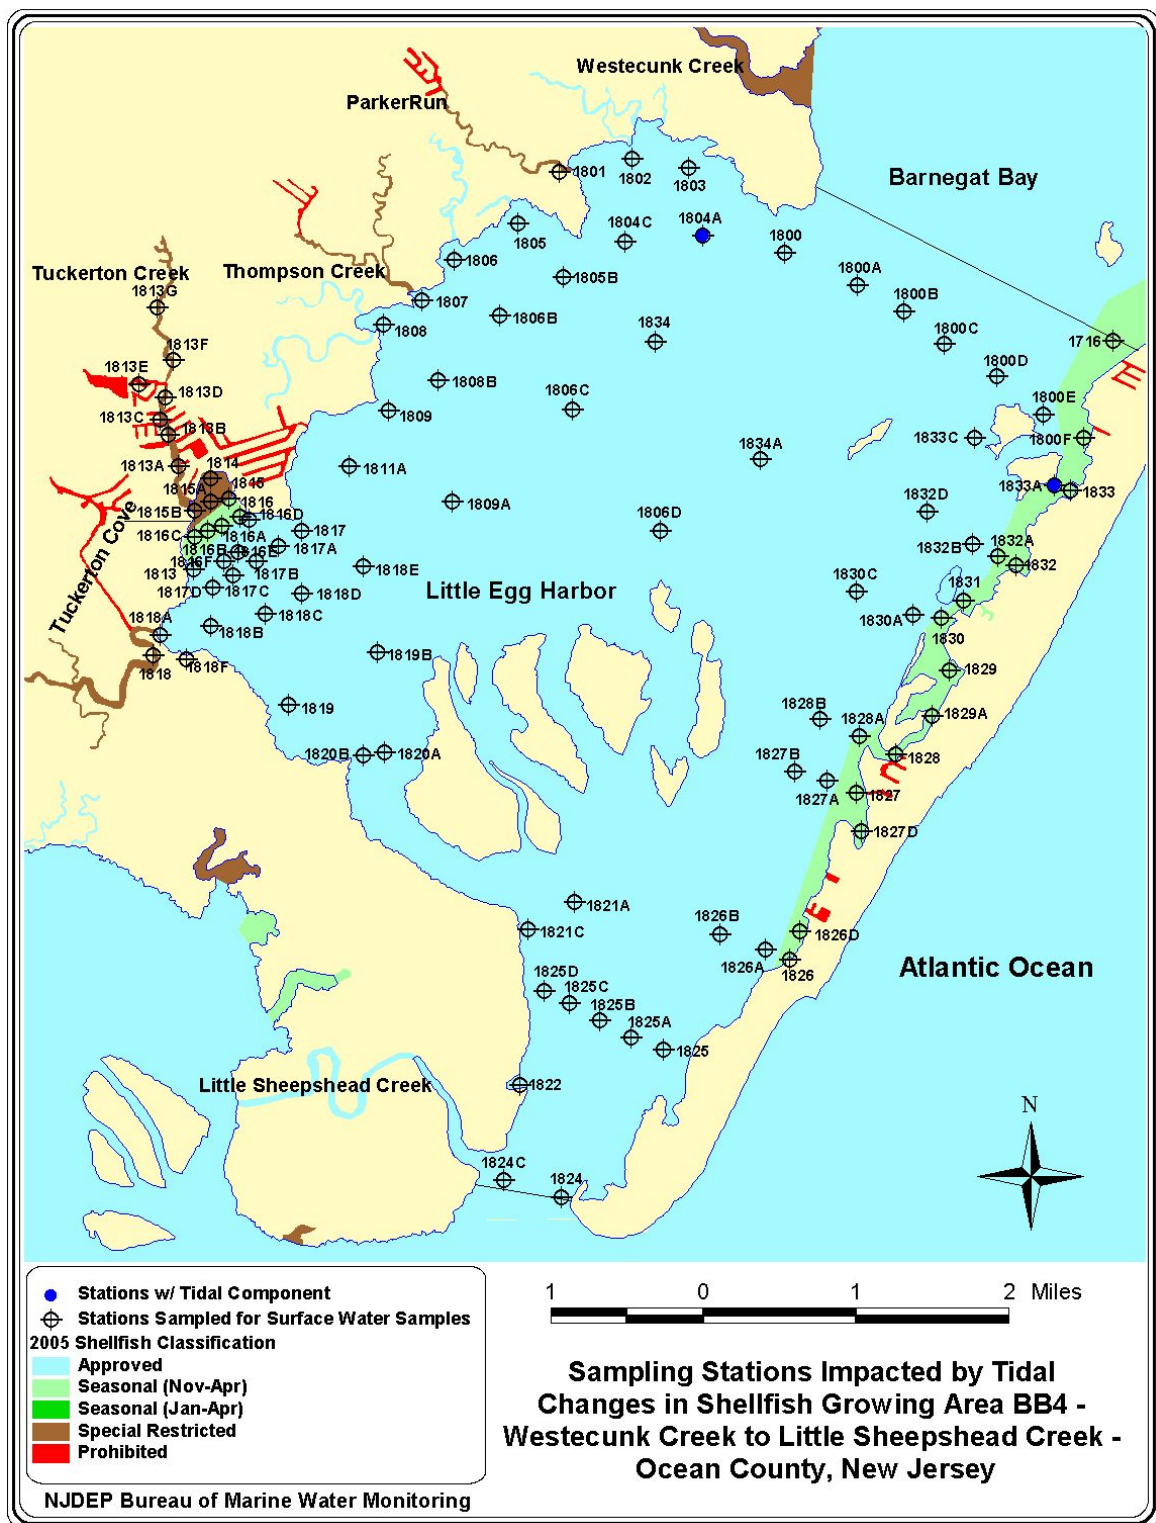 Westecunk Creek
ParkerRun
1801
1802
1803
Barnegat Bay
1804A
1804C
1800
1805
1806
1805B
Tuckerton Creek
Thompson Creek
1800A
1813G
1807
1806B
1800B
1808
1834
1800C
1716
1813F
1813E
1800D
1808B
1813D
1806C
1800E
1813C
1809
1813B
1833C
1800F
1813A
1814
1811A
1834A
1815
1815A
1833A
1833
1816
1809A
1832D
1815B
1816D
1806D
1817
1816C
1816A
1817A
1832A
1832B
1816B
1816E
1816F
1818E
1832
1813
1817B
1830C
1831
1817D
1817C
1818D
Little Egg Harbor
Tuckerton Cove
1818C
1830A
1818A
1818B
1830
1819B
1818
1818F
1829
1819
1828B
1828A
1829A
1820B
1820A
1827B
1828
1827A
1827
1827D
1821A
1826B
1821C
1826D
1826A
1826
Atlantic Ocean
1825D
1825C
1825B
1825A
1825
Little Sheepshead Creek
1822
N
1824C
1824
Stations w/ Tidal Component
Stations Sampled for Surface Water Samples
2005 Shellfish Classification
Approved
Seasonal (Nov-Apr)
Seasonal (Jan-Apr)
Special Restricted
Prohibited
NJDEP Bureau of Marine Water Monitoring
1 0 1 2 Miles
Sampling Stations Impacted by Tidal
Changes in Shellfish Growing Area BB4 -
Westecunk Creek to Little Sheepshead Creek -
Ocean County, New Jersey